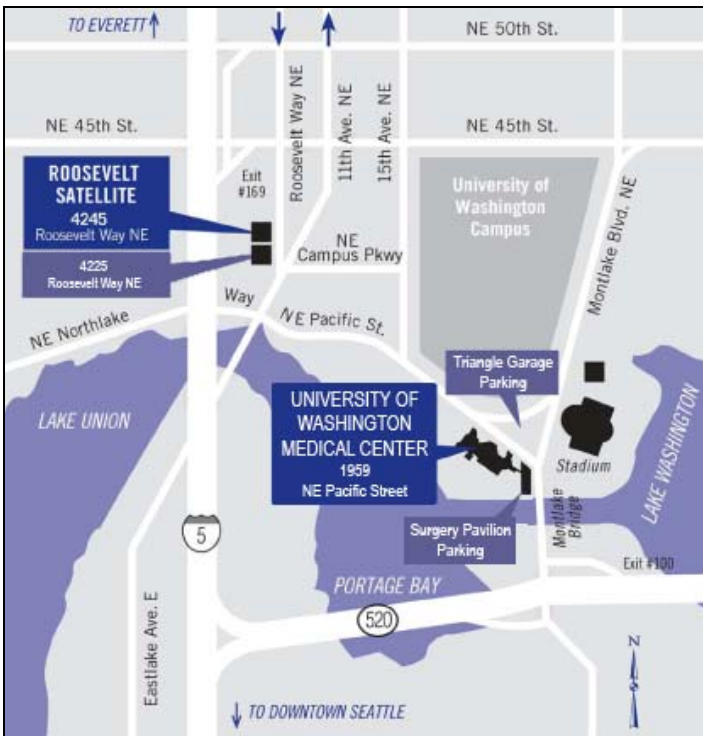 TO EVERETT
NE 50th St.
Roosevelt Way NE
11th Ave. NE
15th Ave. NE
NE 45th St.
NE 45th St.
ROOSEVELT
SATELLITE
4245
Roosevelt Way NE
4225
Roosevelt Way NE
Exit
#169
University of
Washington
Campus
Montlake Blvd. NE
NE
Campus Pkwy
NE Northlake
Way
NE Pacific St.
Triangle Garage
Parking
LAKE UNION
UNIVERSITY OF
WASHINGTON
MEDICAL CENTER
1959
NE Pacific Street
Stadium
LAKE WASHINGTON
5
Surgery Pavilion
Parking
Montlake
Bridge
Exit #100
PORTAGE BAY
520
Eastlake Ave. E
N
S
TO DOWNTOWN SEATTLE